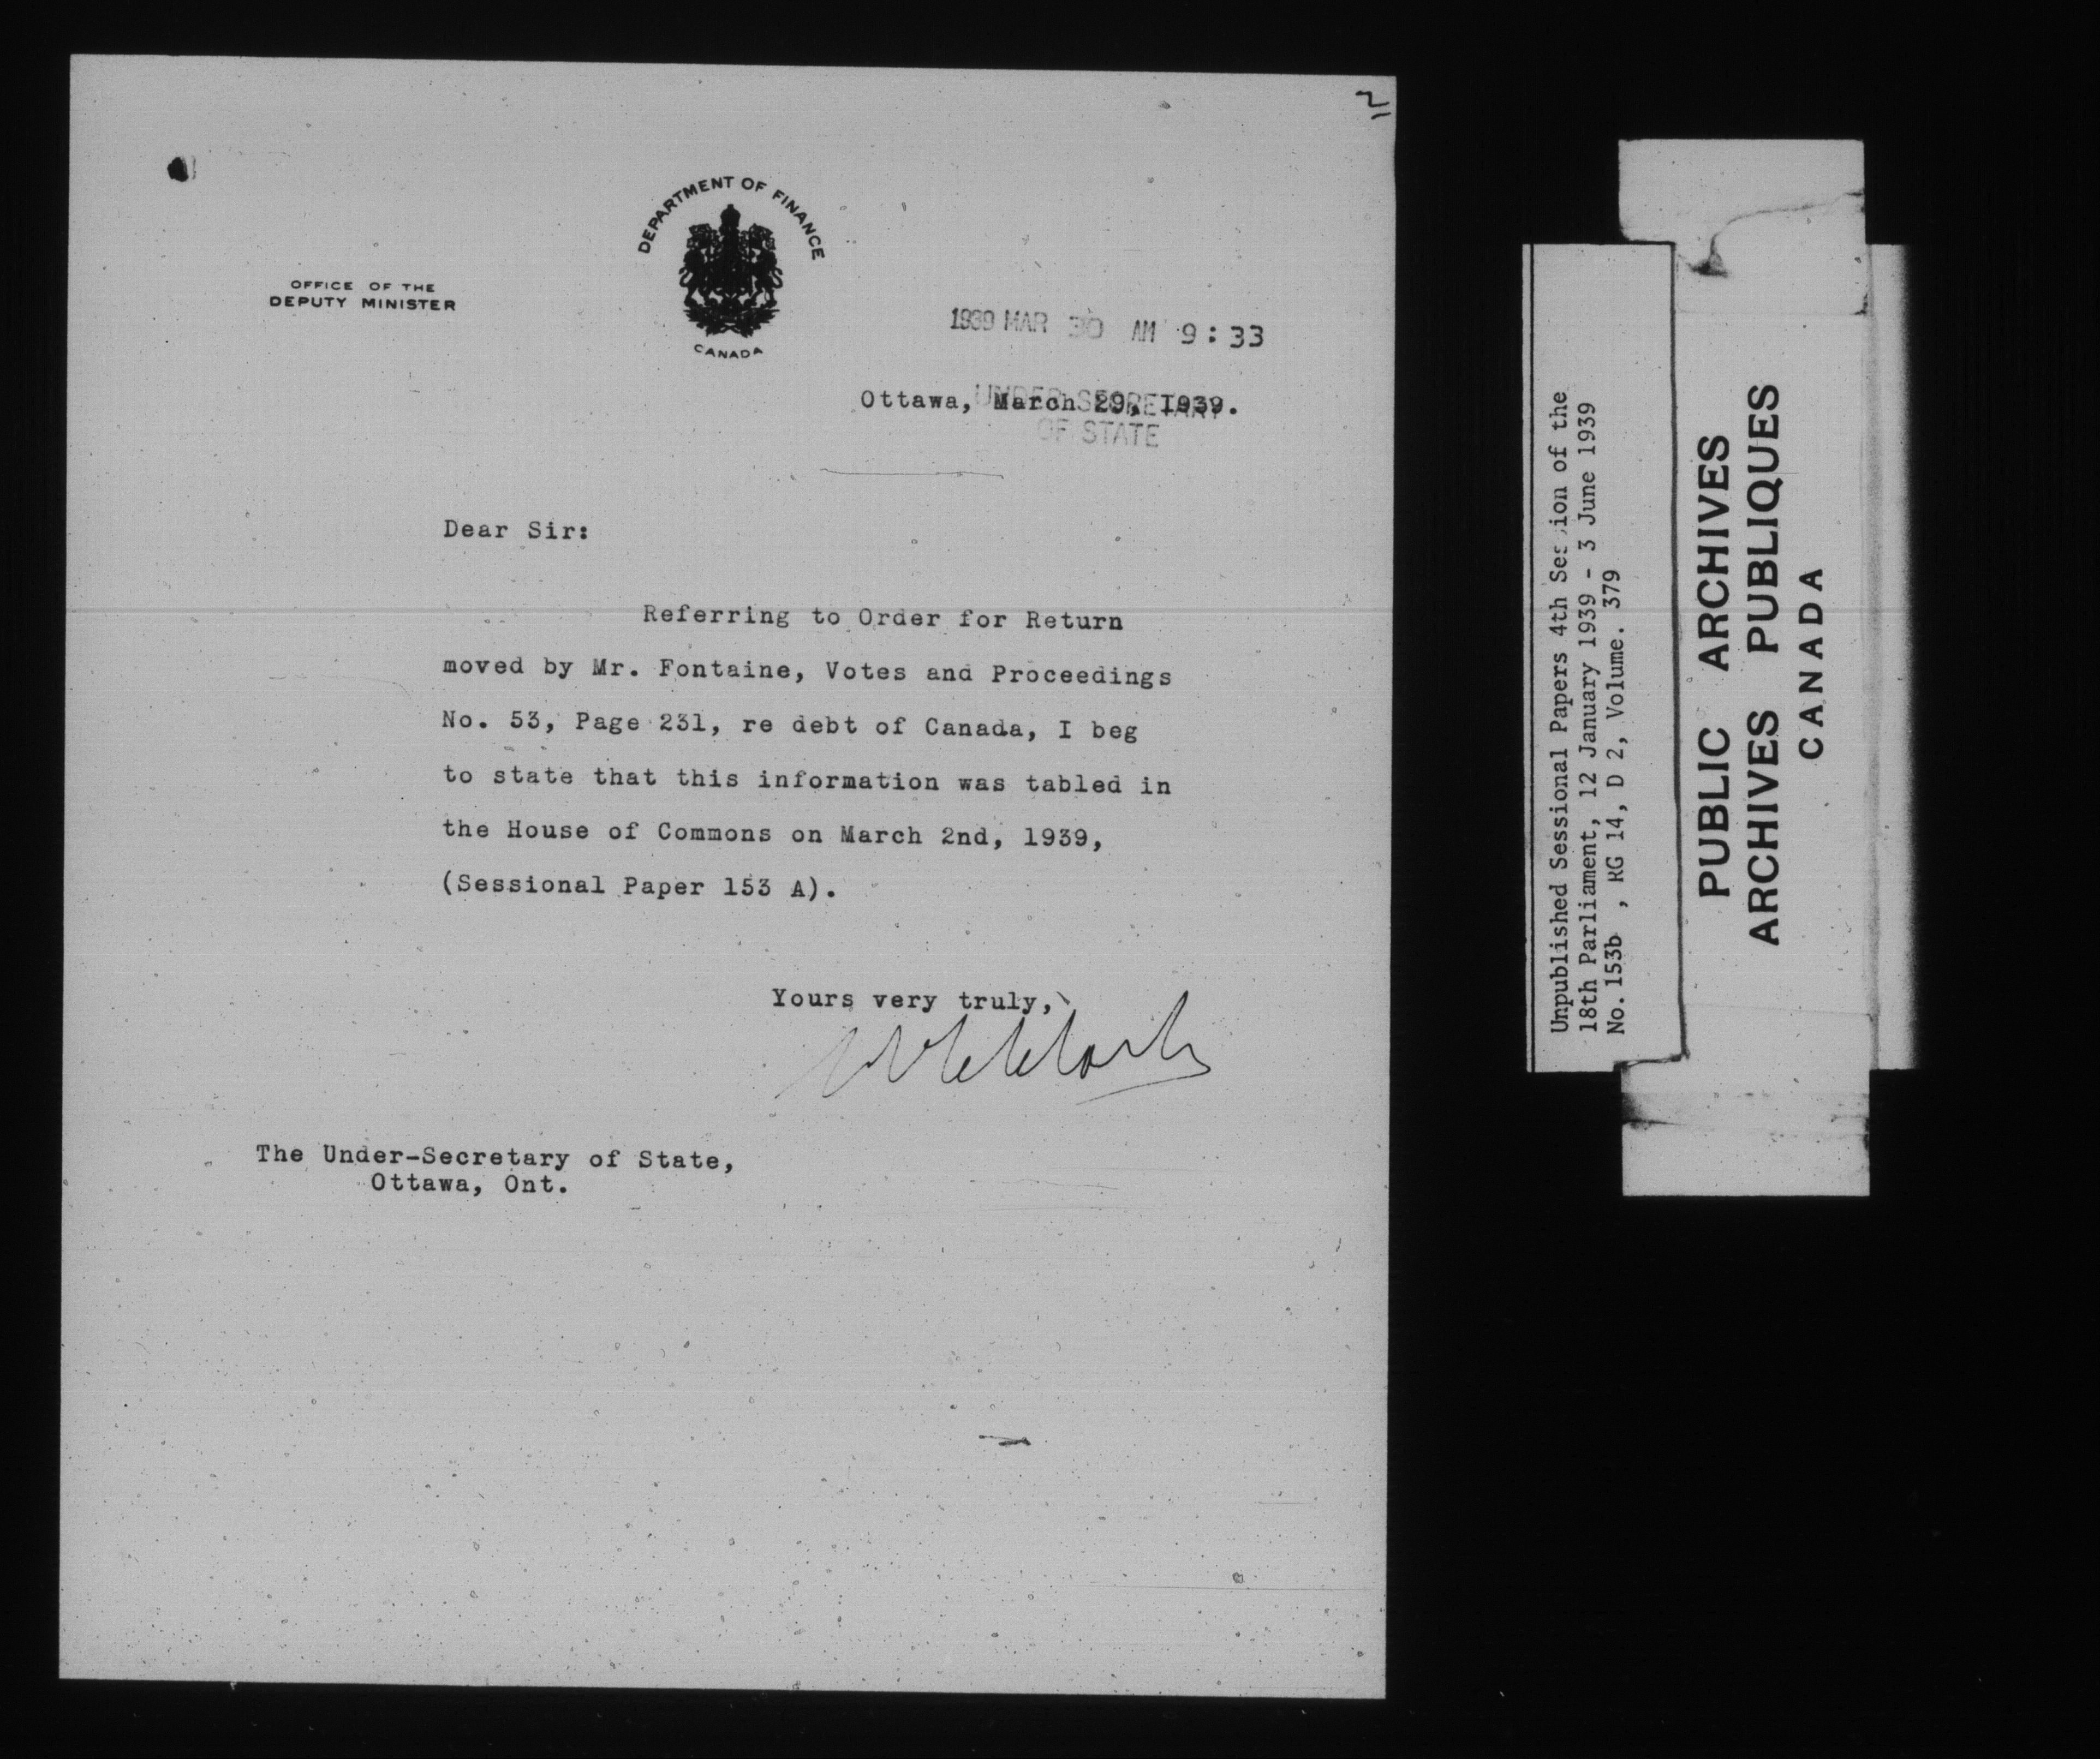 2
DEPARTMENT OF FINANCE
CANADA
OFFICE OF THE
DEPUTY MINISTER
1939 MAR 30 AM 9:33
Ottawa, March 29, 1939.
UNDER SECRETARY
OF STATE
Dear Sir:
Referring to Order for Return
moved by Mr. Fontaine, Votes and Proceedings
No. 53, Page 231, re debt of Canada, I beg
to state that this information was tabled in
the House of Commons on March 2nd, 1939,
(Sessional Paper 153 A).
Yours very truly,
The Under-Secretary of State,
Ottawa, Ont.
Unpublished Sessional Papers 4th Session of the
18th Parliament, 12 January 1939 - 3 June 1939
No. 153b , RG 14, D 2, Volume. 379
PUBLIC ARCHIVES
ARCHIVES PUBLIQUES
CANADA